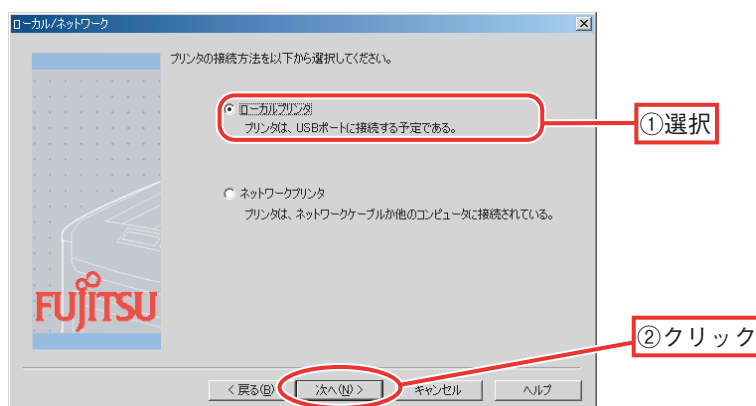 ローカル/ネットワーク
プリンタの接続方法を以下から選択してください。
ローカルプリンタ
プリンタは、USBポートに接続する予定である。
①選択
ネットワークプリンタ
プリンタは、ネットワークケーブルか他のコンピュータに接続されている。
FUJITSU
②クリック
< 戻る(B) 次へ(N) > キャンセル ヘルプ